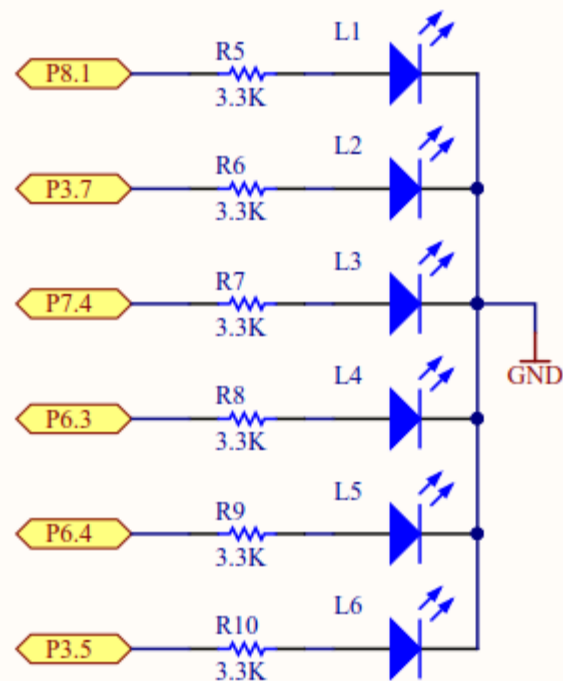 L1
R5
P8.1
3.3K
L2
R6
P3.7
3.3K
L3
R7
P7.4
3.3K
GND
L4
R8
P6.3
3.3K
L5
R9
P6.4
3.3K
L6
R10
P3.5
3.3K